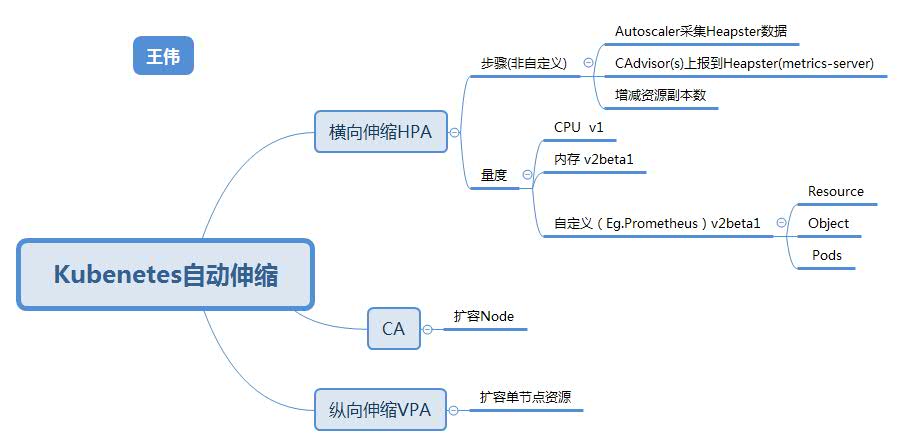 王伟
Kubenetes自动伸缩
横向伸缩HPA
步骤(非自定义)
Autoscaler采集Heapster数据
CAdvisor(s)上报到Heapster(metrics-server)
增减资源副本数
量度
CPU  v1
内存 v2beta1
自定义（Eg.Prometheus）v2beta1
Resource
Object
Pods
CA
扩容Node
纵向伸缩VPA
扩容单节点资源